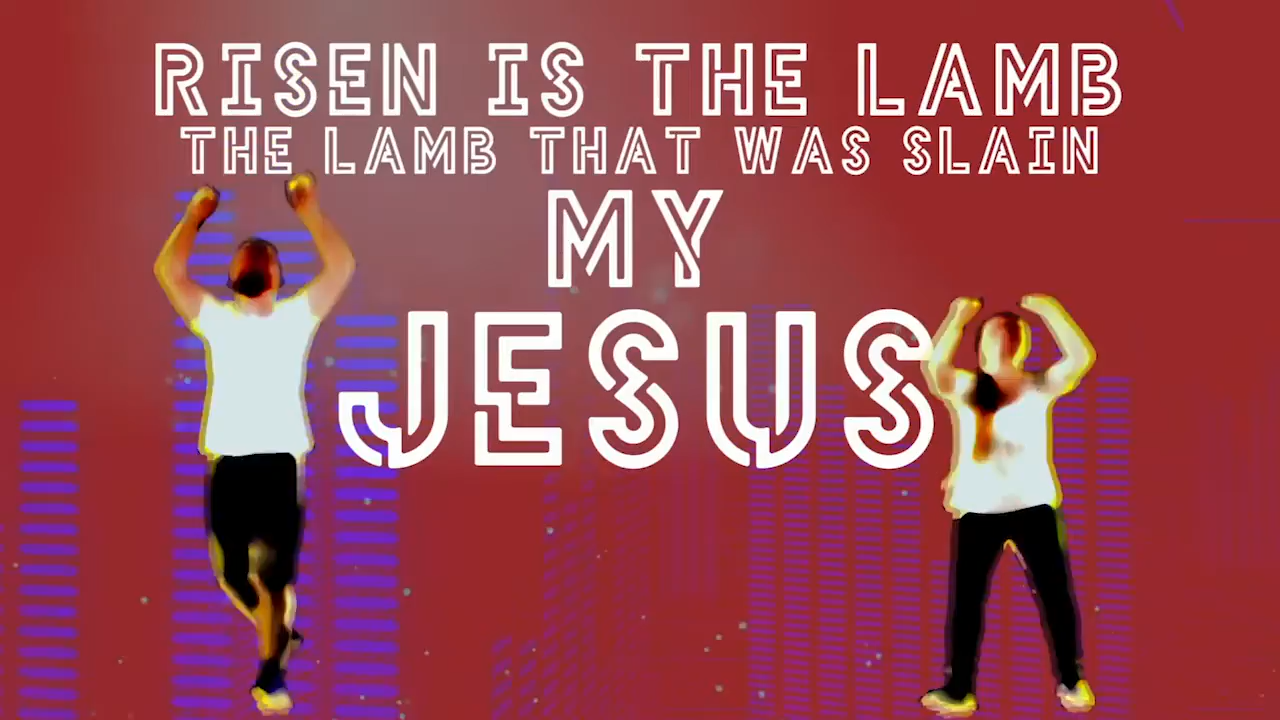 RISEN IS THE LAMB
THE LAMB THAT WAS SLAIN
MY
JESUS